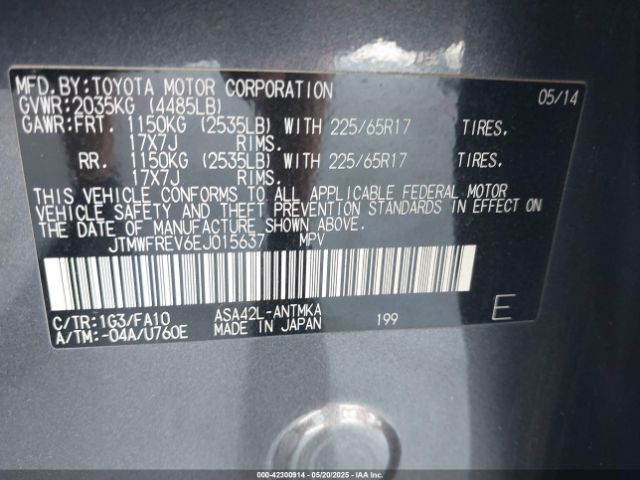 MFD.BY:TOYOTA MOTOR CORPORATION 05/14
GVWR:2035KG (4485LB)
GAWR:FRT. 1150KG (2535LB) WITH 225/65R17 TIRES.
17X7J RIMS.
RR. 1150KG (2535LB) WITH 225/65R17 TIRES.
17X7J RIMS.
THIS VEHICLE CONFORMS TO ALL APPLICABLE FEDERAL MOTOR
VEHICLE SAFETY AND THEFT PREVENTION STANDARDS IN EFFECT ON
THE DATE OF MANUFACTURE SHOWN ABOVE.
JTMWFREV6EJ015637 MPV
C/TR:1G3/FA10 ASA42L-ANTMKA 199 E
A/TM:-04A/U760E MADE IN JAPAN
000-42300914 | 05/20/2025 | IAA Inc.